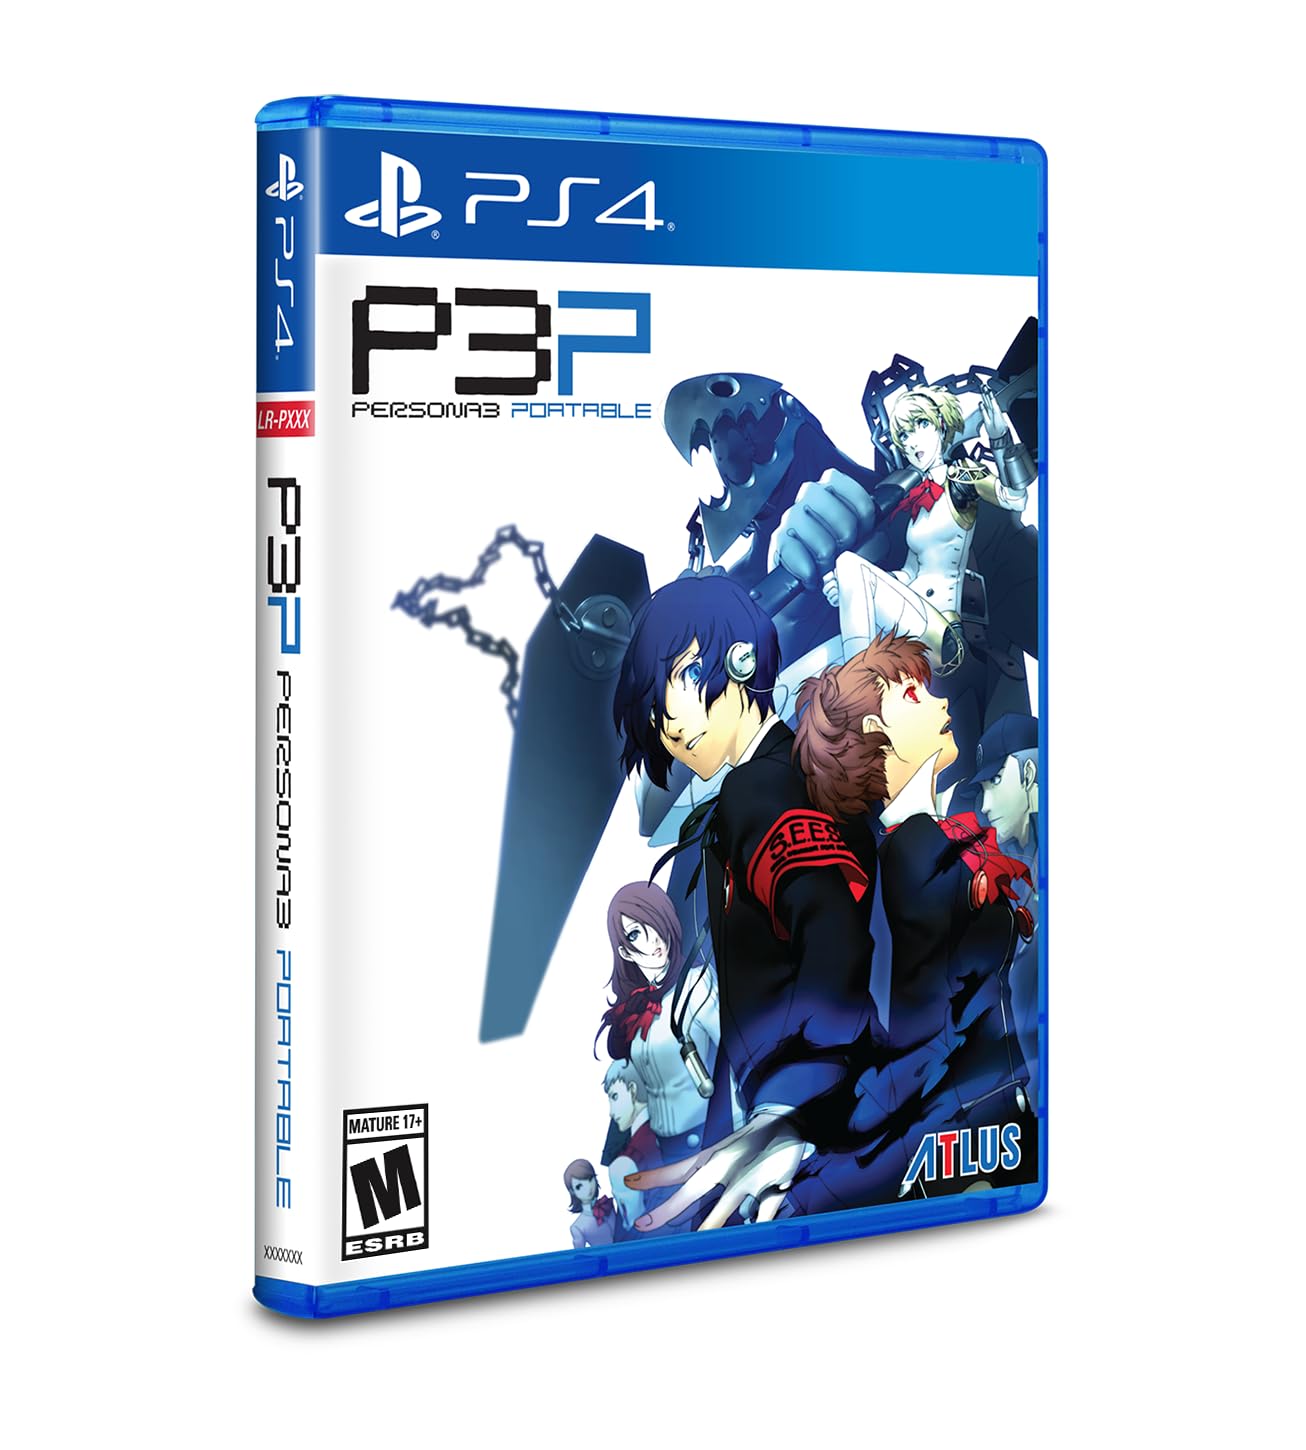 PS4
LR-PXXX
P3P PERSONA3 PORTABLE
XXXXXXX
PS4
P3P
PERSONA3 PORTABLE
S.E.E.S
MATURE 17+
M
ESRB
ATLUS